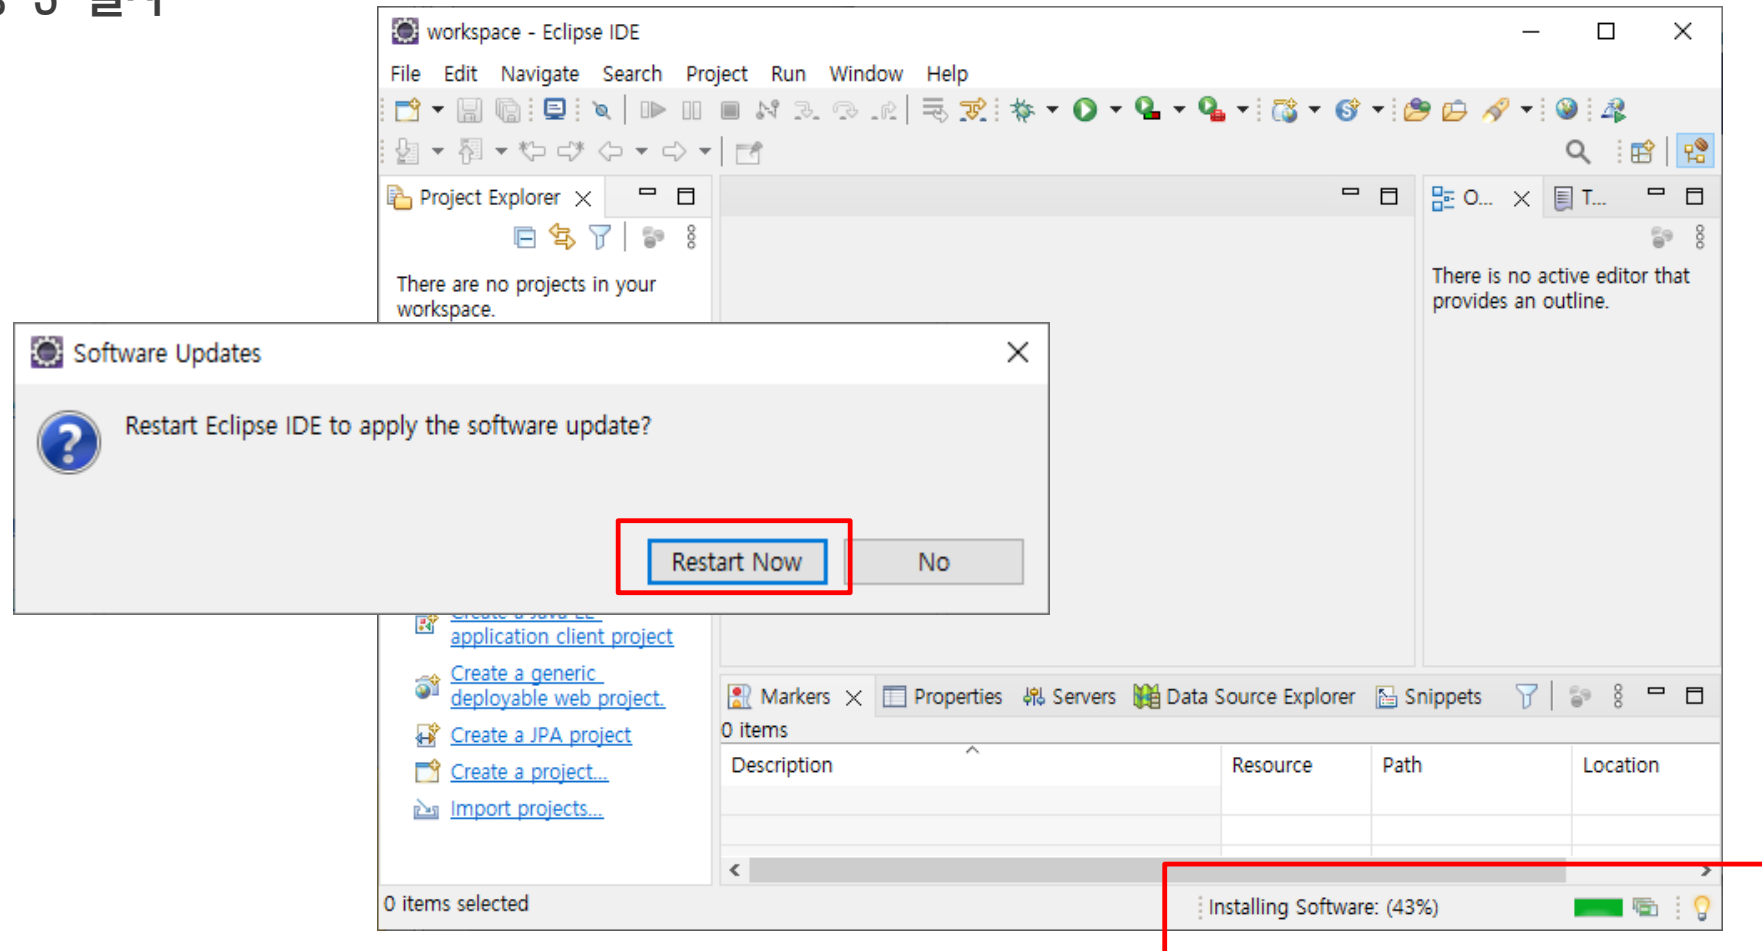 workspace - Eclipse IDE
File Edit Navigate Search Project Run Window Help
Project Explorer
O...
T...
There are no projects in your
workspace.
There is no active editor that
provides an outline.
Software Updates
Restart Eclipse IDE to apply the software update?
Restart Now
No
Create a Java EE
application client project
Create a generic
deployable web project.
Create a JPA project
Create a project...
Import projects...
Markers Properties Servers Data Source Explorer Snippets
0 items
Description Resource Path Location
0 items selected
Installing Software: (43%)